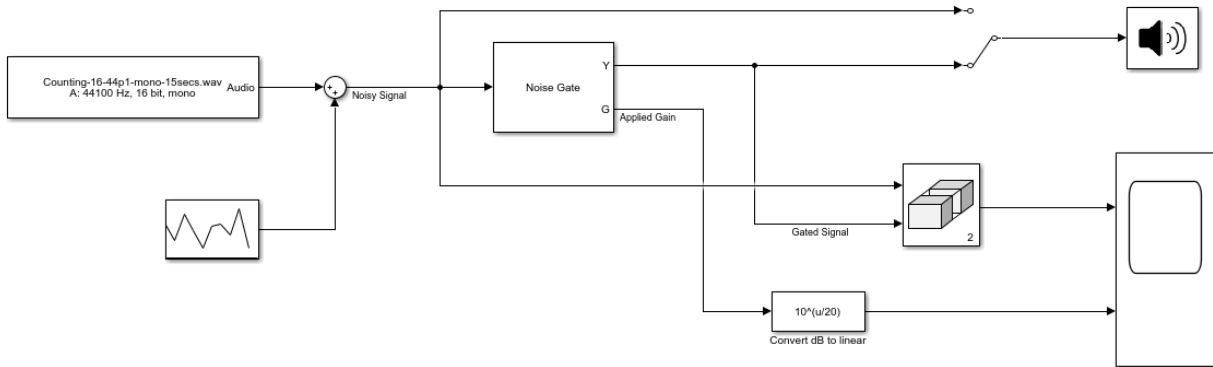 Counting-16-44p1-mono-15secs.wav
A: 44100 Hz, 16 bit, mono
Audio
+
+
Noisy Signal
Noise Gate
Y
G
Applied Gain
Gated Signal
2
10^(u/20)
Convert dB to linear